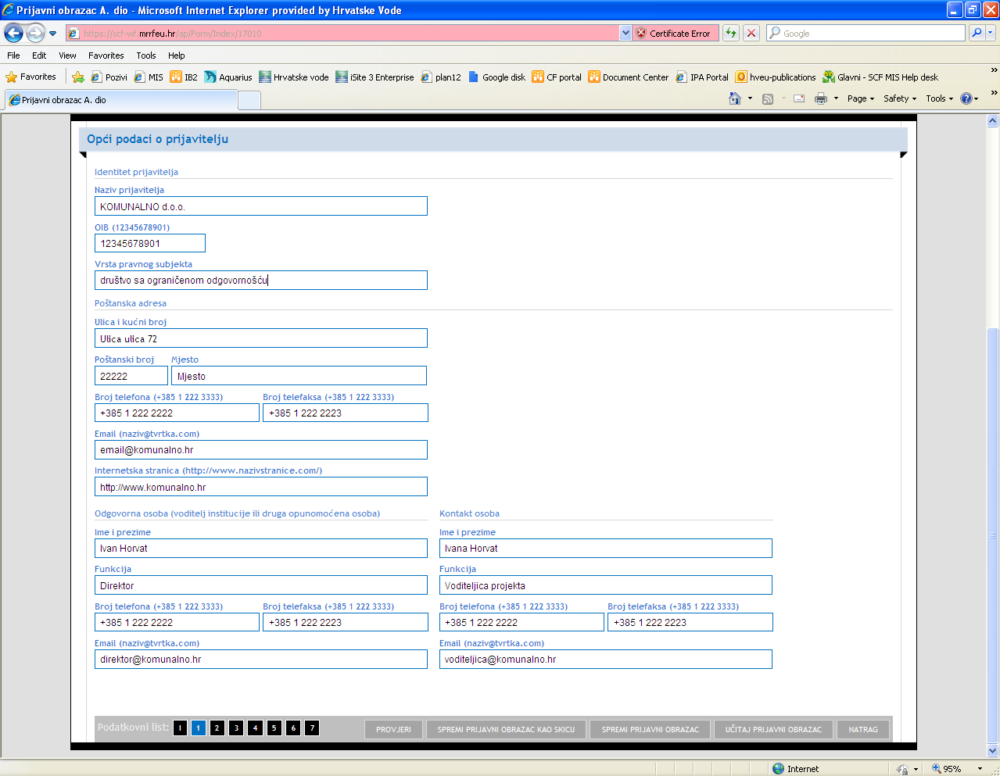 Prijavni obrazac A. dio - Microsoft Internet Explorer provided by Hrvatske Vode
https://scf-wf.mrrfeu.hr/ap/Form/Index/17010 Certificate Error Google
File Edit View Favorites Tools Help
Favorites Pozivi MIS IB2 Aquarius Hrvatske vode iSite 3 Enterprise plan12 Google disk CF portal Document Center IPA Portal hveu-publications Glavni - SCF MIS Help desk »
Prijavni obrazac A. dio
Page Safety Tools »
Opći podaci o prijavitelju
Identitet prijavitelja
Naziv prijavitelja
KOMUNALNO d.o.o.
OIB (12345678901)
12345678901
Vrsta pravnog subjekta
društvo sa ograničenom odgovornošću
Poštanska adresa
Ulica i kućni broj
Ulica ulica 72
Poštanski broj Mjesto
22222 Mjesto
Broj telefona (+385 1 222 3333) Broj telefaksa (+385 1 222 3333)
+385 1 222 2222 +385 1 222 2223
Email (naziv@tvrtka.com)
email@komunalno.hr
Internetska stranica (http://www.nazivstranice.com/)
http://www.komunalno.hr
Odgovorna osoba (voditelj institucije ili druga opunomoćena osoba) Kontakt osoba
Ime i prezime Ime i prezime
Ivan Horvat Ivana Horvat
Funkcija Funkcija
Direktor Voditeljica projekta
Broj telefona (+385 1 222 3333) Broj telefaksa (+385 1 222 3333) Broj telefona (+385 1 222 3333) Broj telefaksa (+385 1 222 3333)
+385 1 222 2222 +385 1 222 2223 +385 1 222 2222 +385 1 222 2223
Email (naziv@tvrtka.com) Email (naziv@tvrtka.com)
direktor@komunalno.hr voditeljica@komunalno.hr
Podatkovni list: I 1 2 3 4 5 6 7 PROVJERI SPREMI PRIJAVNI OBRAZAC KAO SKICU SPREMI PRIJAVNI OBRAZAC UČITAJ PRIJAVNI OBRAZAC NATRAG
Internet 95%